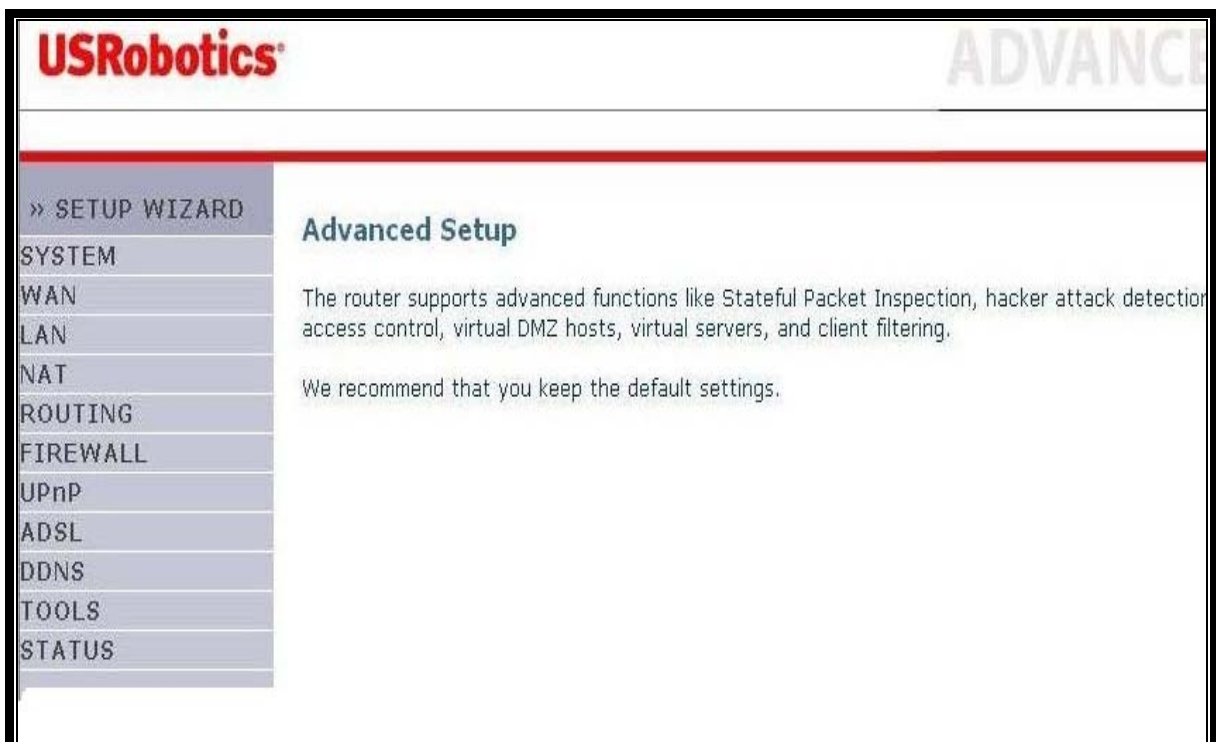 USRobotics
ADVANCE
» SETUP WIZARD
SYSTEM
WAN
LAN
NAT
ROUTING
FIREWALL
UPnP
ADSL
DDNS
TOOLS
STATUS
Advanced Setup
The router supports advanced functions like Stateful Packet Inspection, hacker attack detection
access control, virtual DMZ hosts, virtual servers, and client filtering.
We recommend that you keep the default settings.